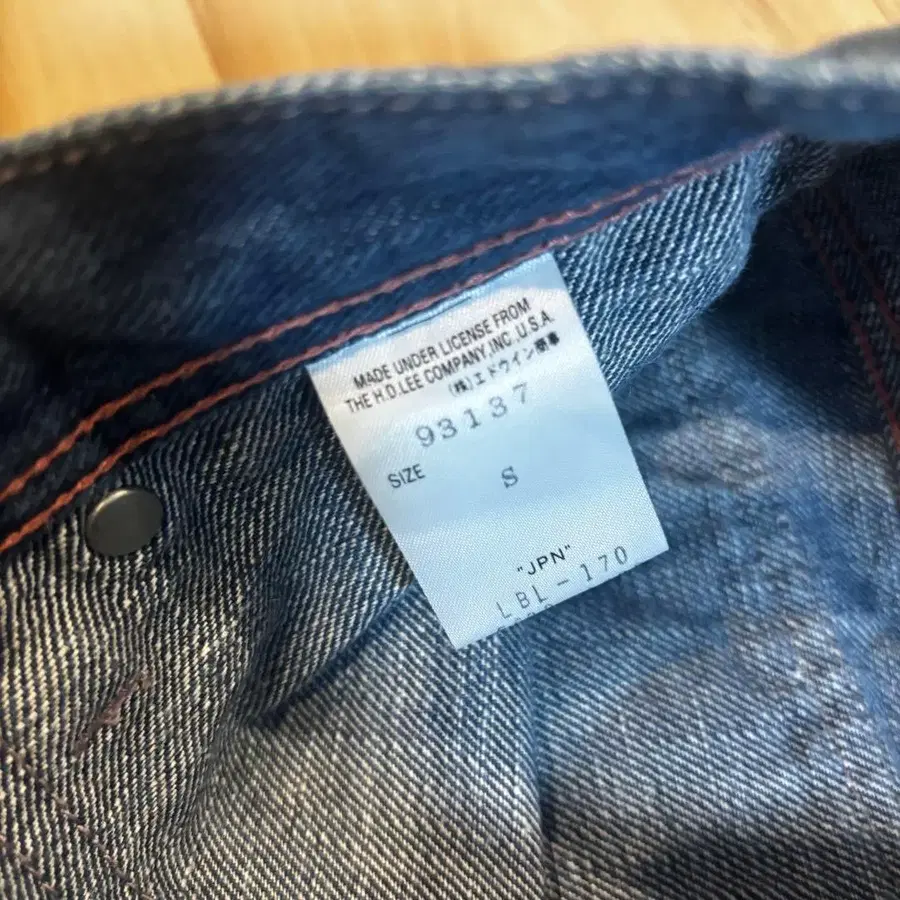 MADE UNDER LICENSE FROM
THE H.D.LEE COMPANY,INC.,U.S.A.
(株)エドウイン商事
93137
SIZE S
"JPN"
LBL-170